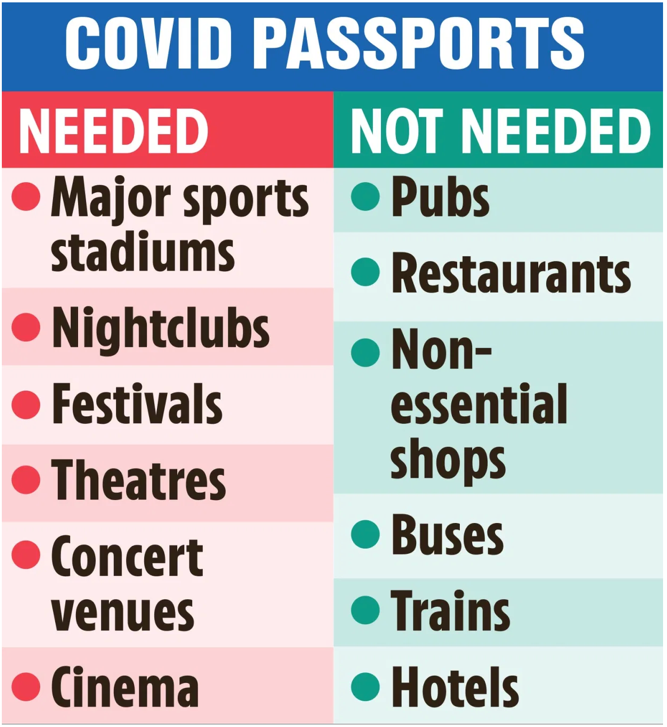 COVID PASSPORTS
NEEDED
Major sports
stadiums
Nightclubs
Festivals
Theatres
Concert
venues
Cinema
NOT NEEDED
Pubs
Restaurants
Non-
essential
shops
Buses
Trains
Hotels